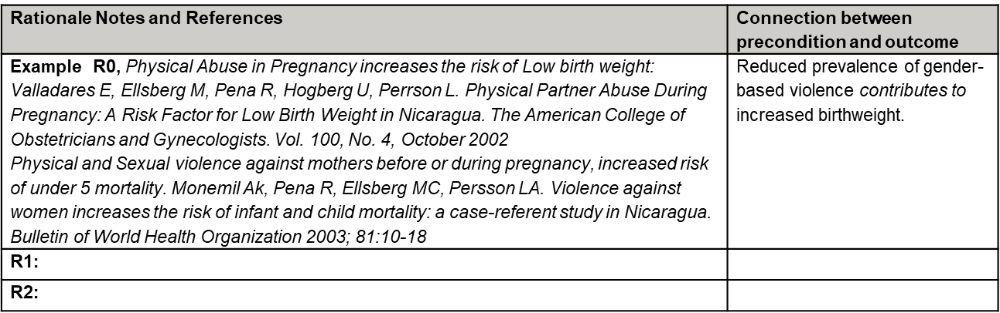 Rationale Notes and References
Connection between
precondition and outcome
Example R0, Physical Abuse in Pregnancy increases the risk of Low birth weight:
Valladares E, Ellsberg M, Pena R, Hogberg U, Perrson L. Physical Partner Abuse During
Pregnancy: A Risk Factor for Low Birth Weight in Nicaragua. The American College of
Obstetricians and Gynecologists. Vol. 100, No. 4, October 2002
Physical and Sexual violence against mothers before or during pregnancy, increased risk
of under 5 mortality. Monemil Ak, Pena R, Ellsberg MC, Persson LA. Violence against
women increases the risk of infant and child mortality: a case-referent study in Nicaragua.
Bulletin of World Health Organization 2003; 81:10-18
Reduced prevalence of gender-
based violence contributes to
increased birthweight.
R1:
R2: